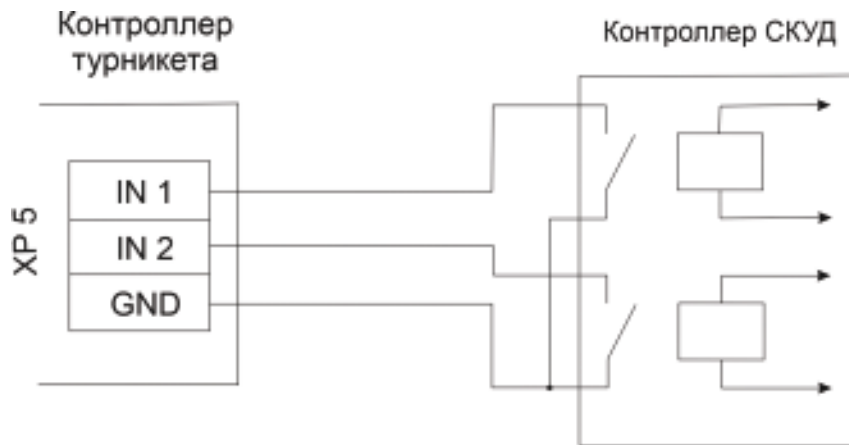 Контроллер
турникета
Контроллер СКУД
XP 5
IN 1
IN 2
GND